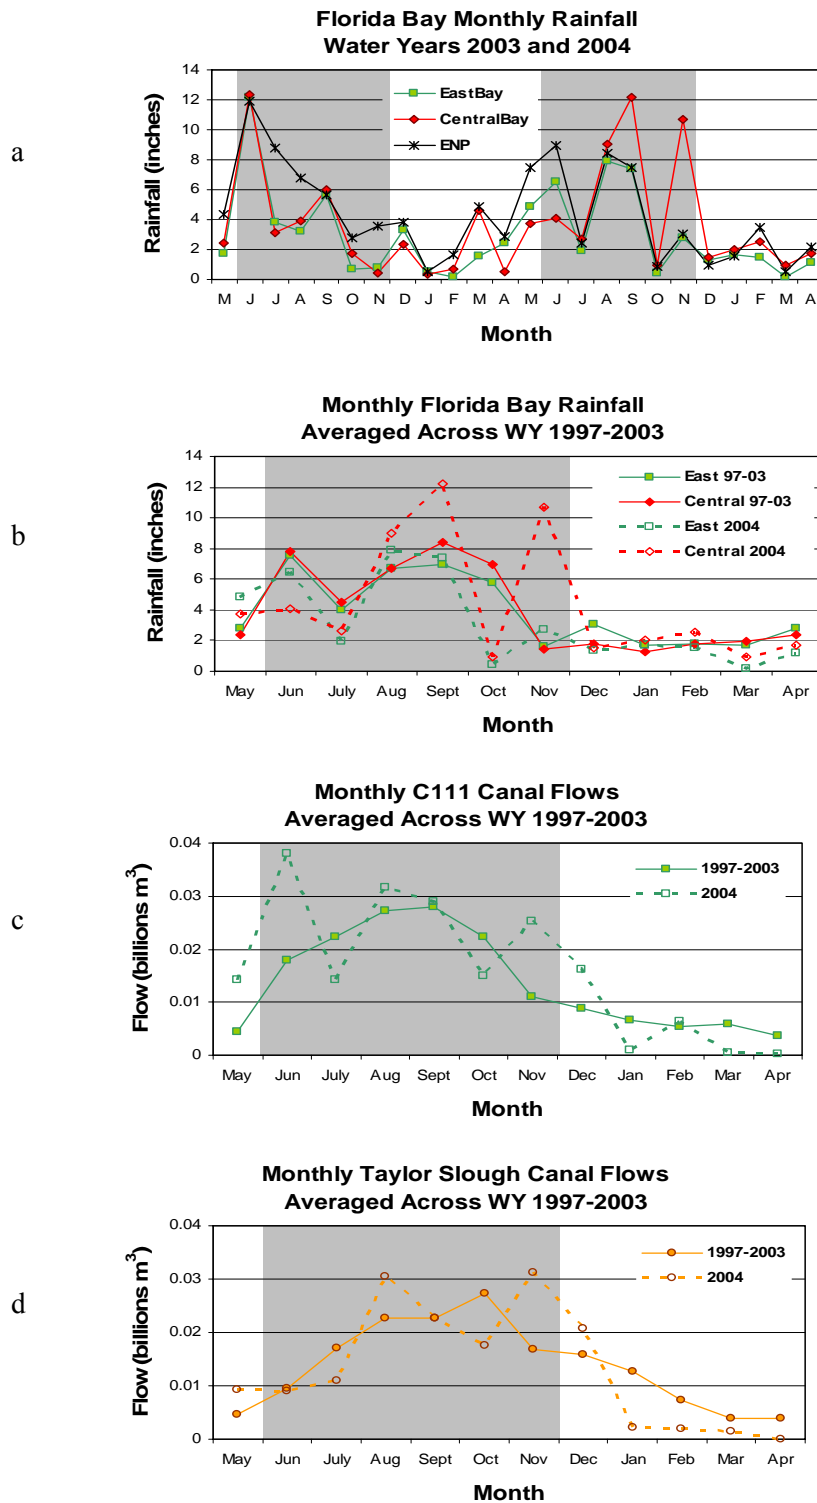 a
Florida Bay Monthly Rainfall
Water Years 2003 and 2004
Rainfall (inches)
14
12
10
8
6
4
2
0
EastBay
CentralBay
ENP
M J J A S O N D J F M A M J J A S O N D J F M A
Month
b
Monthly Florida Bay Rainfall
Averaged Across WY 1997-2003
Rainfall (inches)
14
12
10
8
6
4
2
0
East 97-03
Central 97-03
East 2004
Central 2004
May Jun July Aug Sept Oct Nov Dec Jan Feb Mar Apr
Month
c
Monthly C111 Canal Flows
Averaged Across WY 1997-2003
Flow (billions m³)
0.04
0.03
0.02
0.01
0
1997-2003
2004
May Jun July Aug Sept Oct Nov Dec Jan Feb Mar Apr
Month
d
Monthly Taylor Slough Canal Flows
Averaged Across WY 1997-2003
Flow (billions m³)
0.04
0.03
0.02
0.01
0
1997-2003
2004
May Jun July Aug Sept Oct Nov Dec Jan Feb Mar Apr
Month